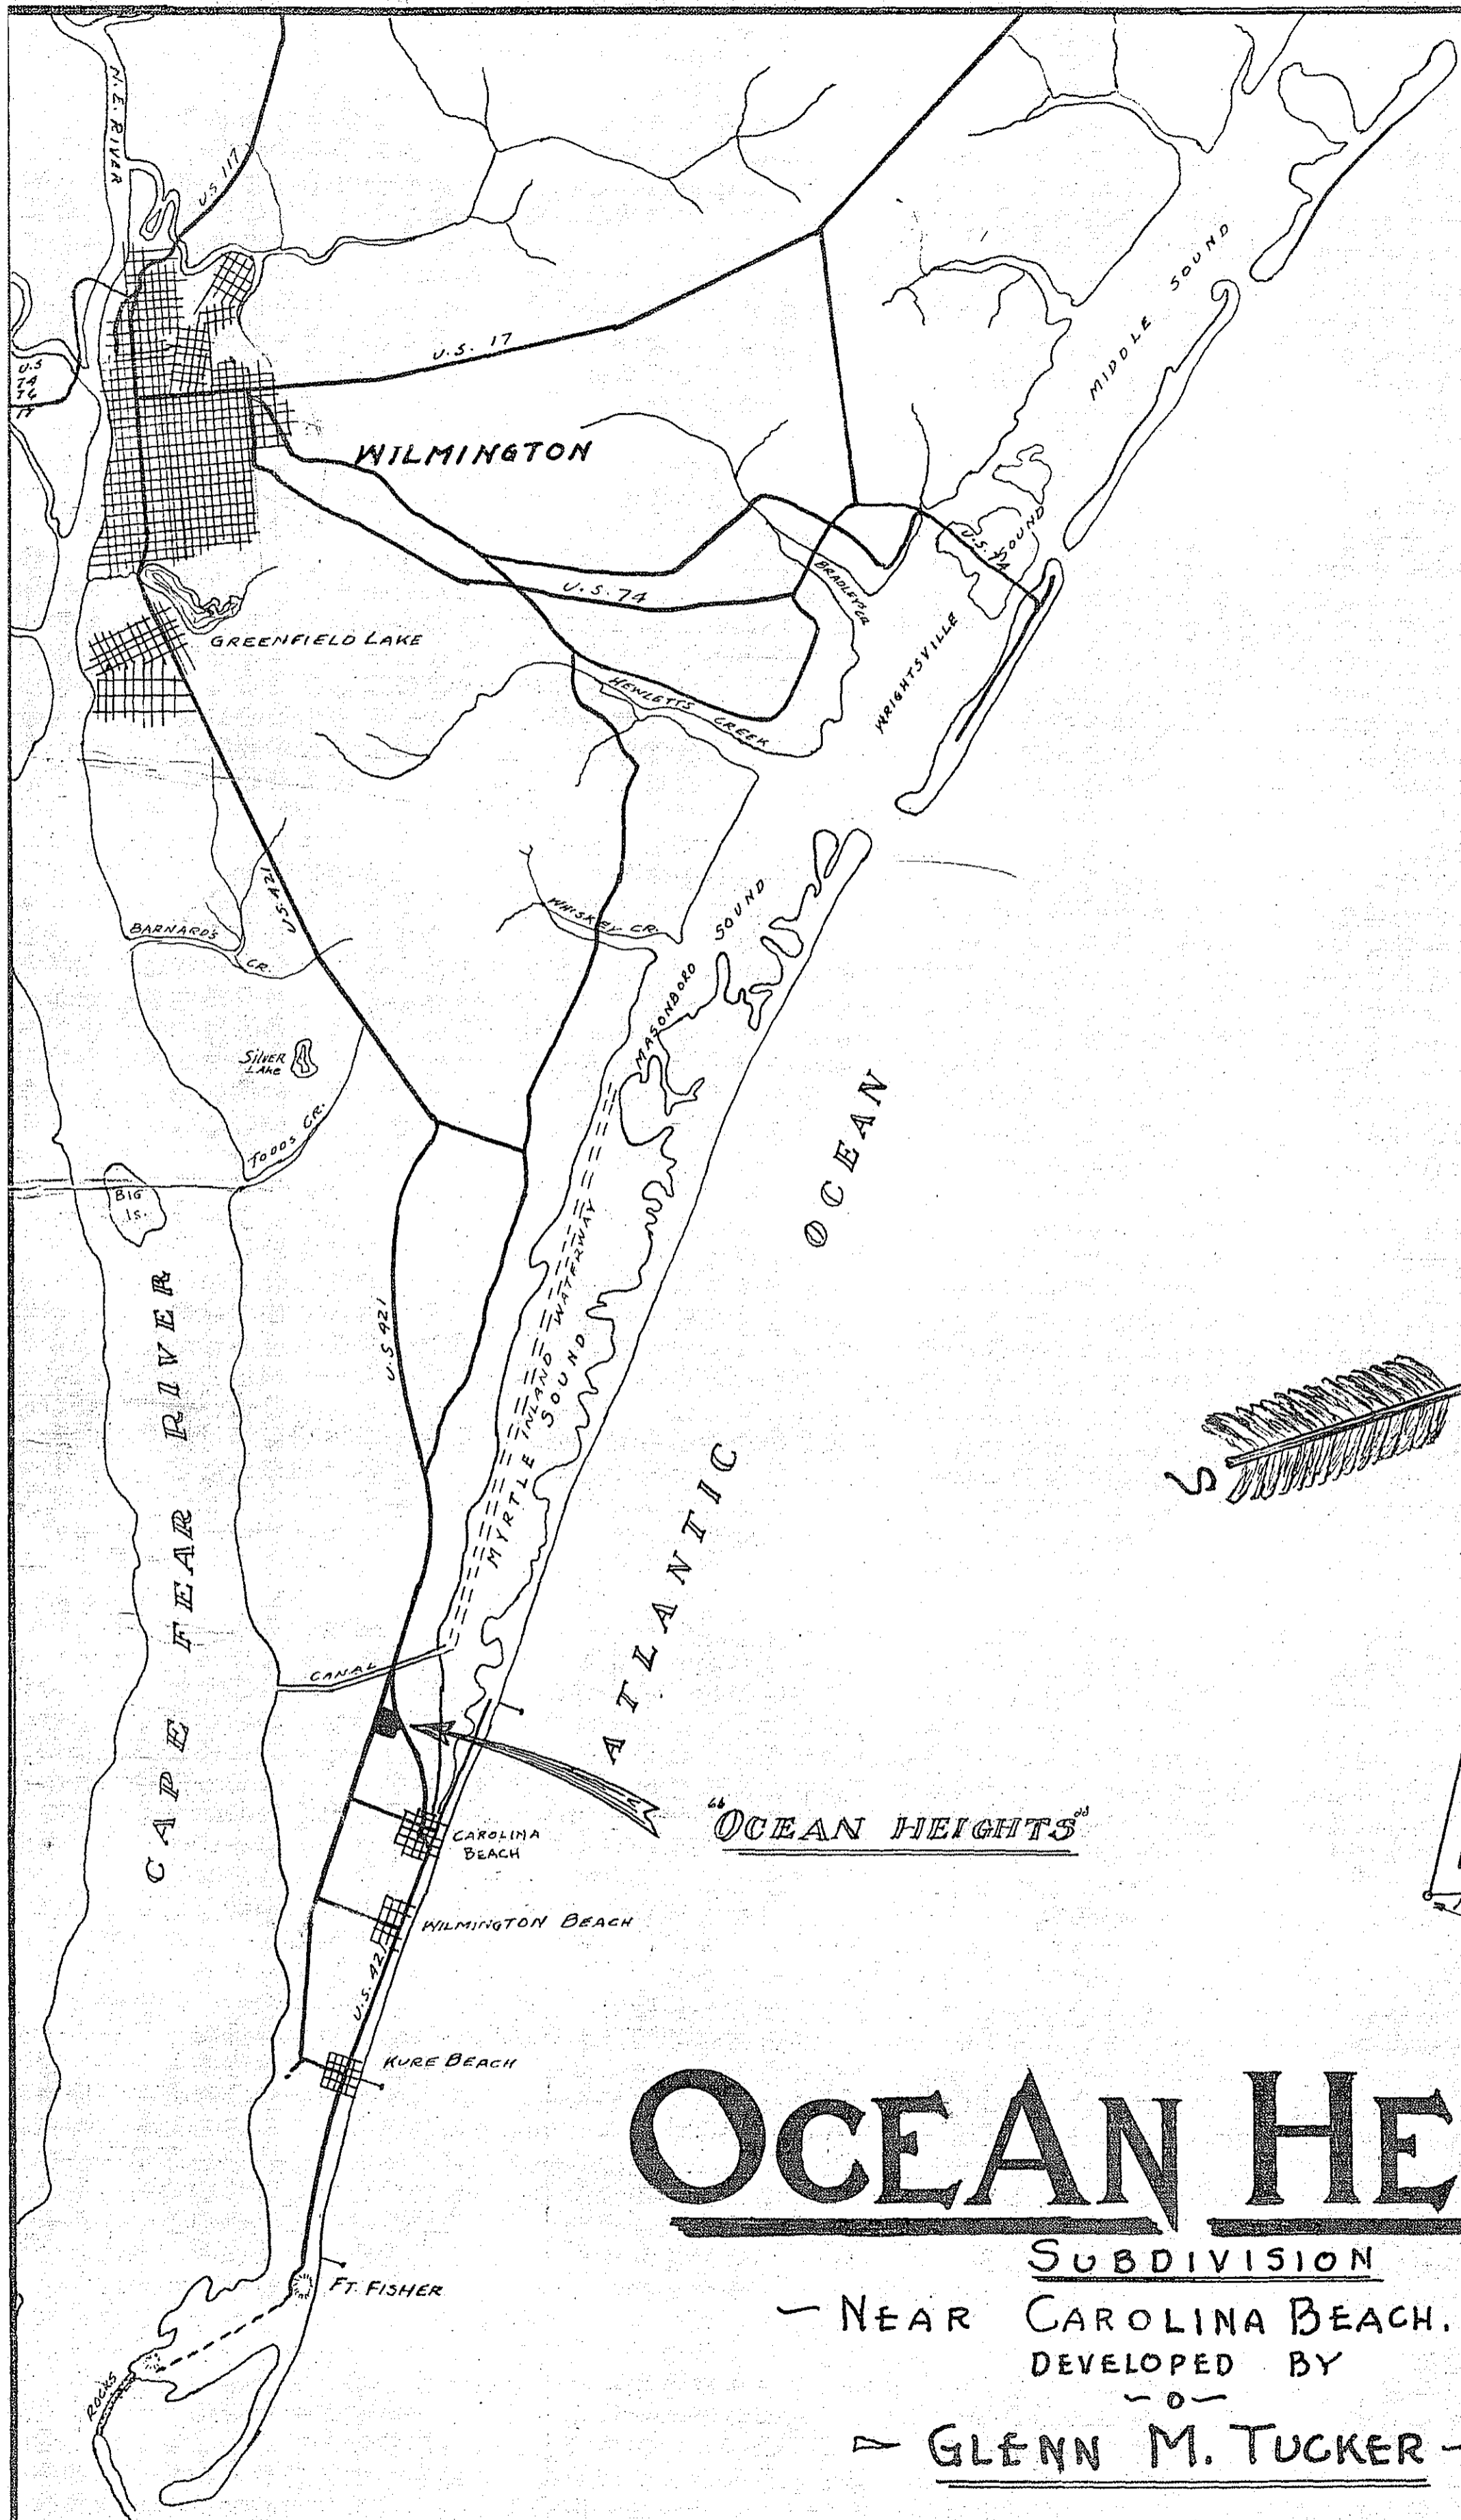 N.E. RIVER
U.S. 117
U.S
74
76
17
U.S. 17
WILMINGTON
MIDDLE SOUND
U.S. 74
SOUND
U.S. 74
BRADLEY'S CR
WRIGHTSVILLE
GREENFIELD LAKE
HEWLETTS CREEK
U.S. 421
WHISKEY CR.
BARNARDS
CR.
MASONBORO SOUND
SILVER
LAKE
TODDS CR.
BIG
IS.
OCEAN
ATLANTIC
INLAND WATERWAY
MYRTLE SOUND
U.S 421
CAPE FEAR RIVER
S
CANAL
"OCEAN HEIGHTS"
CAROLINA
BEACH
WILMINGTON BEACH
U.S. 421
KURE BEACH
OCEAN HE
SUBDIVISION
FT. FISHER
- NEAR CAROLINA BEACH.
DEVELOPED BY
-o-
ROCKS
GLENN M. TUCKER -